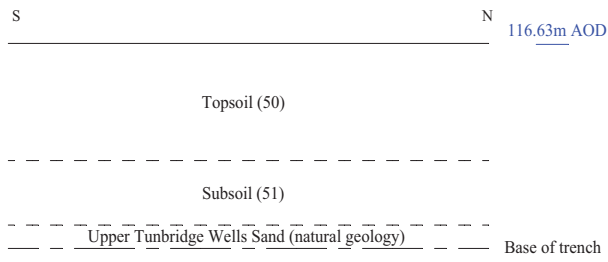 S N
116.63m AOD
Topsoil (50)
Subsoil (51)
Upper Tunbridge Wells Sand (natural geology)
Base of trench